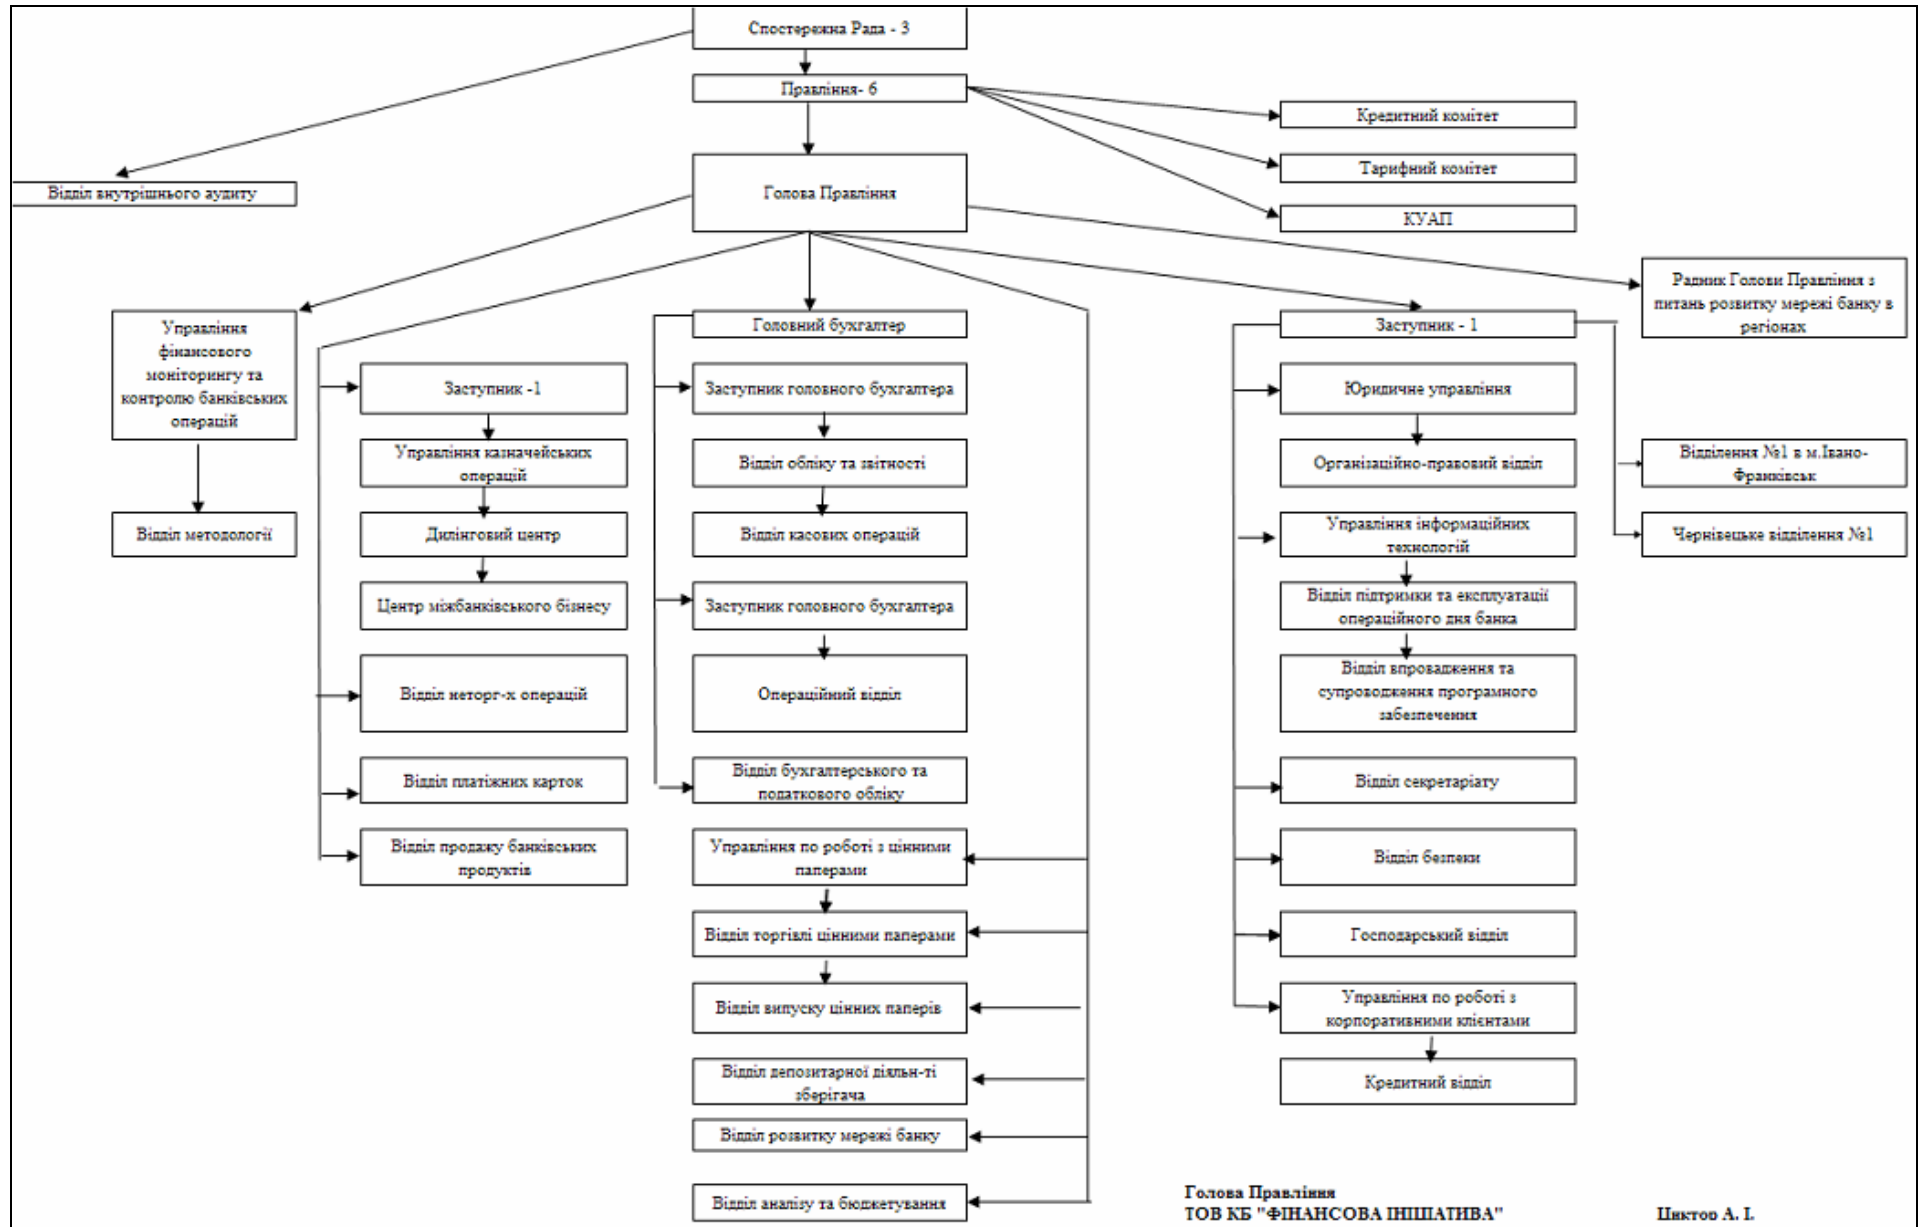 Спостережна Рада - 3
Правління- 6
Кредитний комітет
Тарифний комітет
КУАП
Відділ внутрішнього аудиту
Голова Правління
Радник Голови Правління з
питань розвитку мережі банку в
регіонах
Управління
фінансового
моніторингу та
контролю банківських
операцій
Відділ методології
Заступник -1
Управління казначейських
операцій
Дилінговий центр
Центр міжбанківського бізнесу
Відділ неторг-х операцій
Відділ платіжних карток
Відділ продажу банківських
продуктів
Головний бухгалтер
Заступник головного бухгалтера
Відділ обліку та звітності
Відділ касових операцій
Заступник головного бухгалтера
Операційний відділ
Відділ бухгалтерського та
податкового обліку
Управління по роботі з цінними
паперами
Відділ торгівлі цінними паперами
Відділ випуску цінних паперів
Відділ депозитарної діяльн-ті
зберігача
Відділ розвитку мережі банку
Відділ аналізу та бюджетування
Заступник - 1
Юридичне управління
Організаційно-правовий відділ
Управління інформаційних
технологій
Відділ підтримки та експлуатації
операційного дня банка
Відділ впровадження та
супроводження програмного
забезпечення
Відділ секретаріату
Відділ безпеки
Господарський відділ
Управління по роботі з
корпоративними клієнтами
Кредитний відділ
Відділення №1 в м.Івано-
Франківськ
Чернівецьке відділення №1
Голова Правління
ТОВ КБ "ФІНАНСОВА ІНІЦІАТИВА"
Циктор А. І.